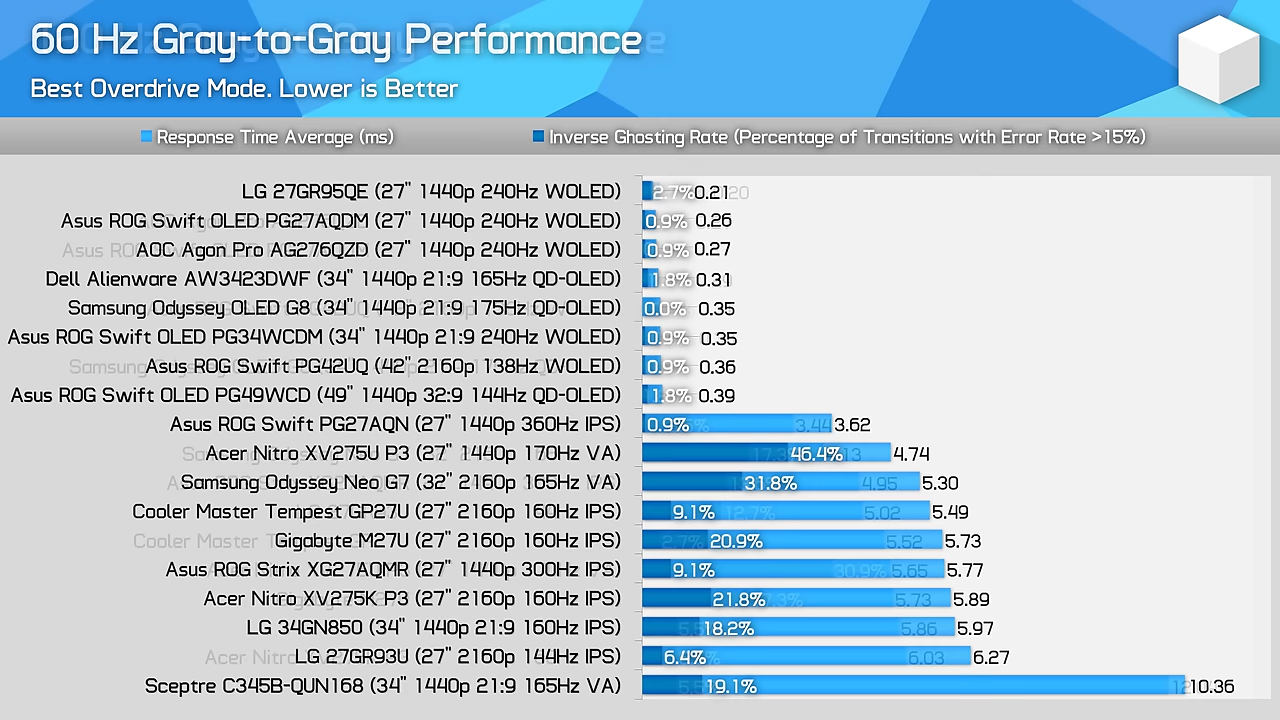 60 Hz Gray-to-Gray Performance
Best Overdrive Mode. Lower is Better
Response Time Average (ms) Inverse Ghosting Rate (Percentage of Transitions with Error Rate >15%)
LG 27GR95QE (27" 1440p 240Hz WOLED) 2.7% 0.21
Asus ROG Swift OLED PG27AQDM (27" 1440p 240Hz WOLED) 0.9% 0.26
AOC Agon Pro AG276QZD (27" 1440p 240Hz WOLED) 0.9% 0.27
Dell Alienware AW3423DWF (34" 1440p 21:9 165Hz QD-OLED) 1.8% 0.31
Samsung Odyssey OLED G8 (34" 1440p 21:9 175Hz QD-OLED) 0.0% 0.35
Asus ROG Swift OLED PG34WCDM (34" 1440p 21:9 240Hz WOLED) 0.9% 0.35
Asus ROG Swift PG42UQ (42" 2160p 138Hz WOLED) 0.9% 0.36
Asus ROG Swift OLED PG49WCD (49" 1440p 32:9 144Hz QD-OLED) 1.8% 0.39
Asus ROG Swift PG27AQN (27" 1440p 360Hz IPS) 0.9% 3.62
Acer Nitro XV275U P3 (27" 1440p 170Hz VA) 46.4% 4.74
Samsung Odyssey Neo G7 (32" 2160p 165Hz VA) 31.8% 5.30
Cooler Master Tempest GP27U (27" 2160p 160Hz IPS) 9.1% 5.49
Gigabyte M27U (27" 2160p 160Hz IPS) 20.9% 5.73
Asus ROG Strix XG27AQMR (27" 1440p 300Hz IPS) 9.1% 5.77
Acer Nitro XV275K P3 (27" 2160p 160Hz IPS) 21.8% 5.89
LG 34GN850 (34" 1440p 21:9 160Hz IPS) 18.2% 5.97
LG 27GR93U (27" 2160p 144Hz IPS) 6.4% 6.27
Sceptre C345B-QUN168 (34" 1440p 21:9 165Hz VA) 19.1% 10.36